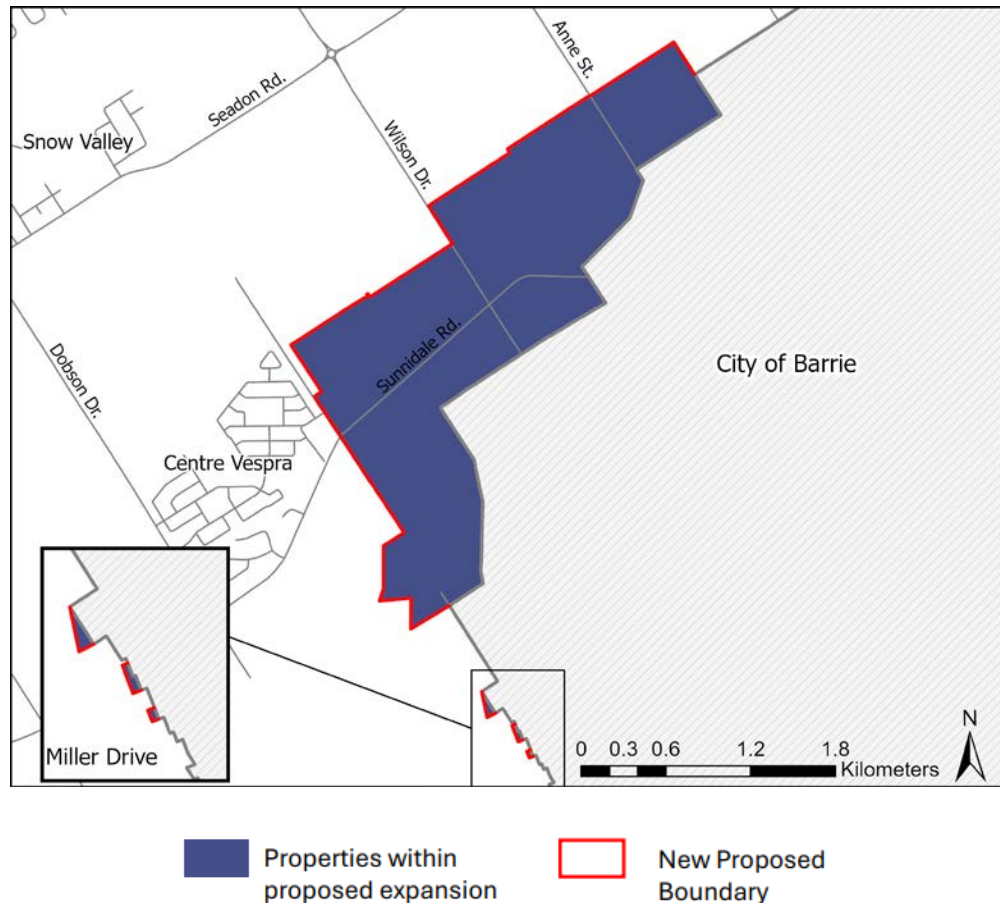 Anne St.
Seadon Rd.
Snow Valley
Wilson Dr.
Sunnidale Rd.
Dobson Dr.
City of Barrie
Centre Vespra
Miller Drive
N
0 0.3 0.6 1.2 1.8
Kilometers
Properties within
proposed expansion
New Proposed
Boundary